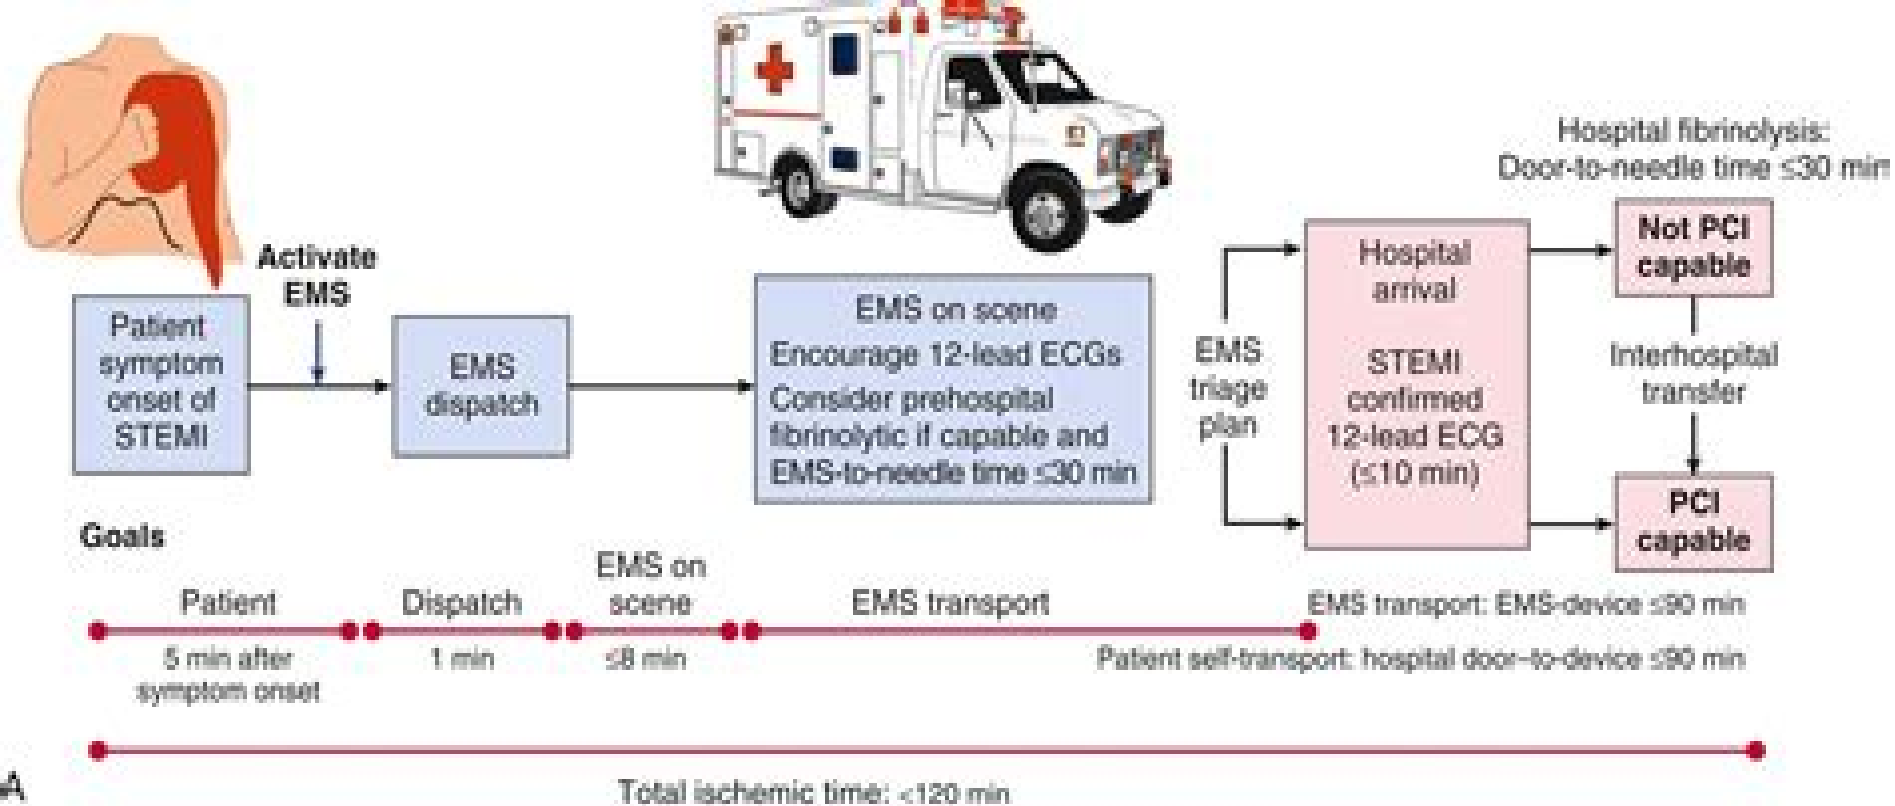 Hospital fibrinolysis:
Door-to-needle time ≤30 min
Activate
EMS
Patient
symptom
onset of
STEMI
EMS
dispatch
EMS on scene
Encourage 12-lead ECGs
Consider prehospital
fibrinolytic if capable and
EMS-to-needle time ≤30 min
EMS
triage
plan
Hospital
arrival
STEMI
confirmed
12-lead ECG
(≤10 min)
Not PCI
capable
Interhospital
transfer
PCI
capable
Goals
Patient
5 min after
symptom onset
Dispatch
1 min
EMS on
scene
≤8 min
EMS transport
EMS transport: EMS-device ≤90 min
Patient self-transport: hospital door–to-device ≤90 min
Total ischemic time: <120 min
A